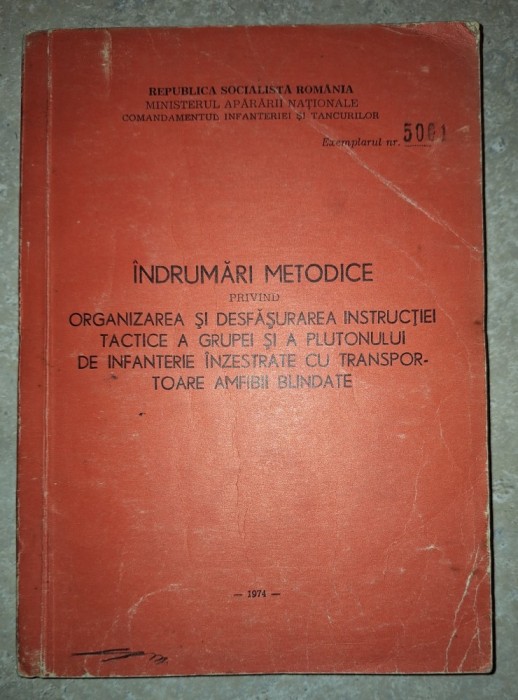 REPUBLICA SOCIALISTĂ ROMÂNIA
MINISTERUL APĂRĂRII NAȚIONALE
COMANDAMENTUL INFANTERIEI ȘI TANCURILOR
Exemplarul nr. 5061
ÎNDRUMĂRI METODICE
PRIVIND
ORGANIZAREA ȘI DESFĂȘURAREA INSTRUCȚIEI
TACTICE A GRUPEI ȘI A PLUTONULUI
DE INFANTERIE ÎNZESTRATE CU TRANSPOR-
TOARE AMFIBII BLINDATE
— 1974 —